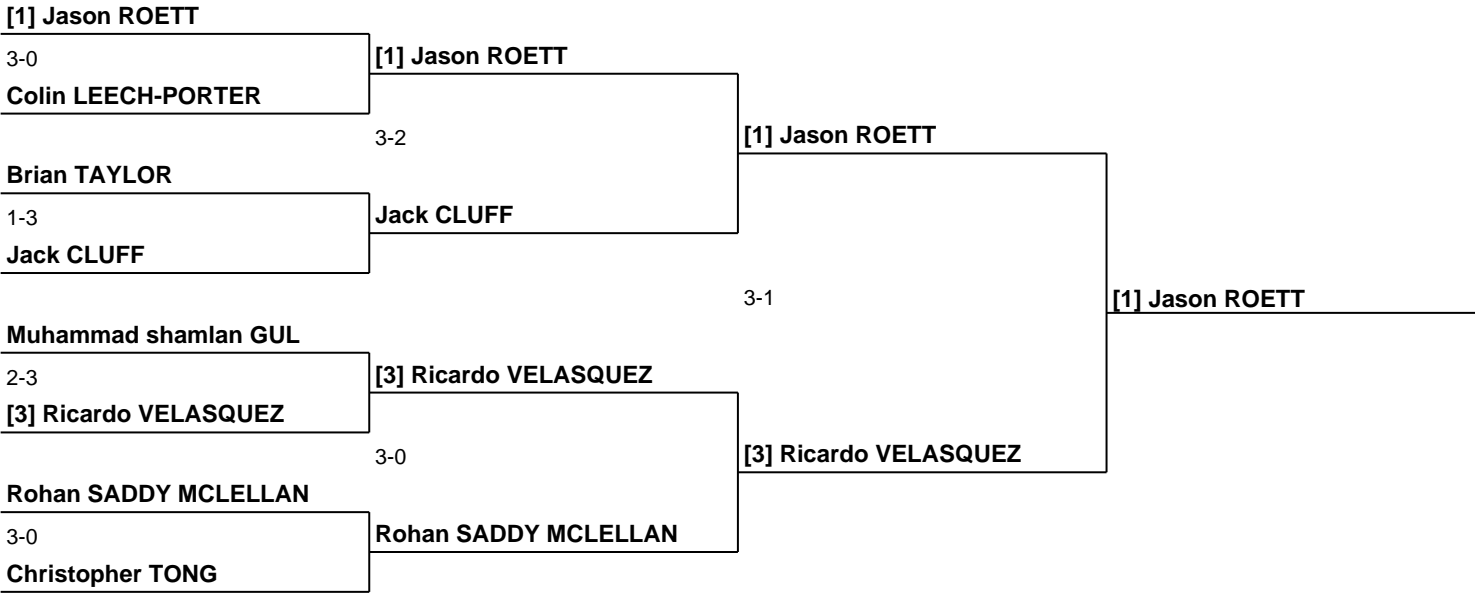 [1] Jason ROETT
3-0
[1] Jason ROETT
Colin LEECH-PORTER
3-2
[1] Jason ROETT
Brian TAYLOR
1-3
Jack CLUFF
Jack CLUFF
3-1
[1] Jason ROETT
Muhammad shamlan GUL
2-3
[3] Ricardo VELASQUEZ
[3] Ricardo VELASQUEZ
3-0
[3] Ricardo VELASQUEZ
Rohan SADDY MCLELLAN
3-0
Rohan SADDY MCLELLAN
Christopher TONG